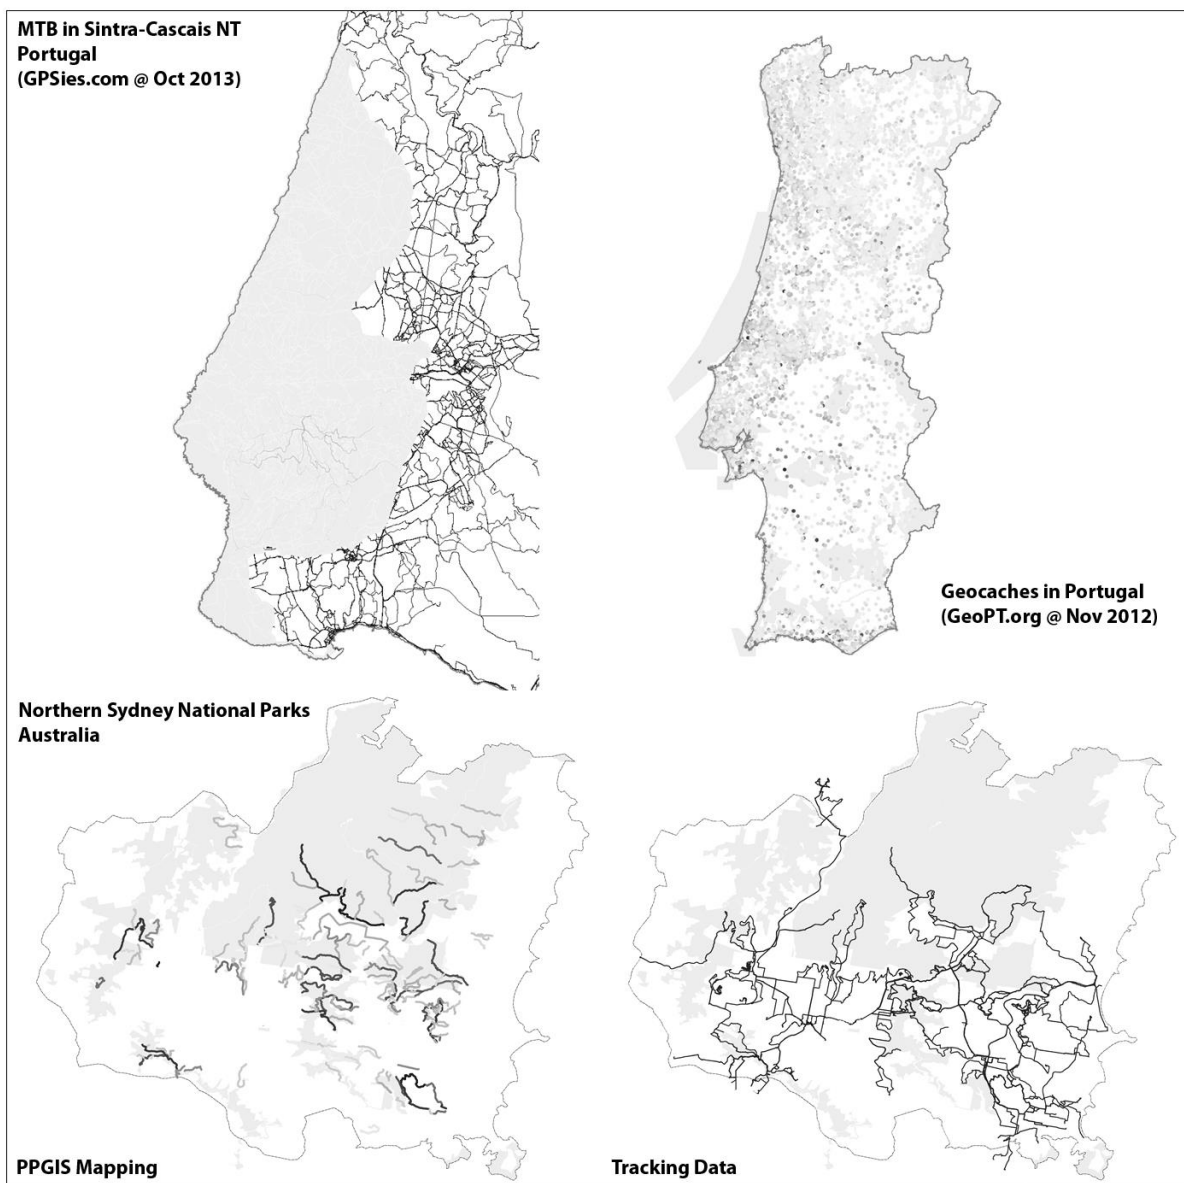 MTB in Sintra-Cascais NT
Portugal
(GPSies.com @ Oct 2013)
Geocaches in Portugal
(GeoPT.org @ Nov 2012)
Northern Sydney National Parks
Australia
PPGIS Mapping
Tracking Data